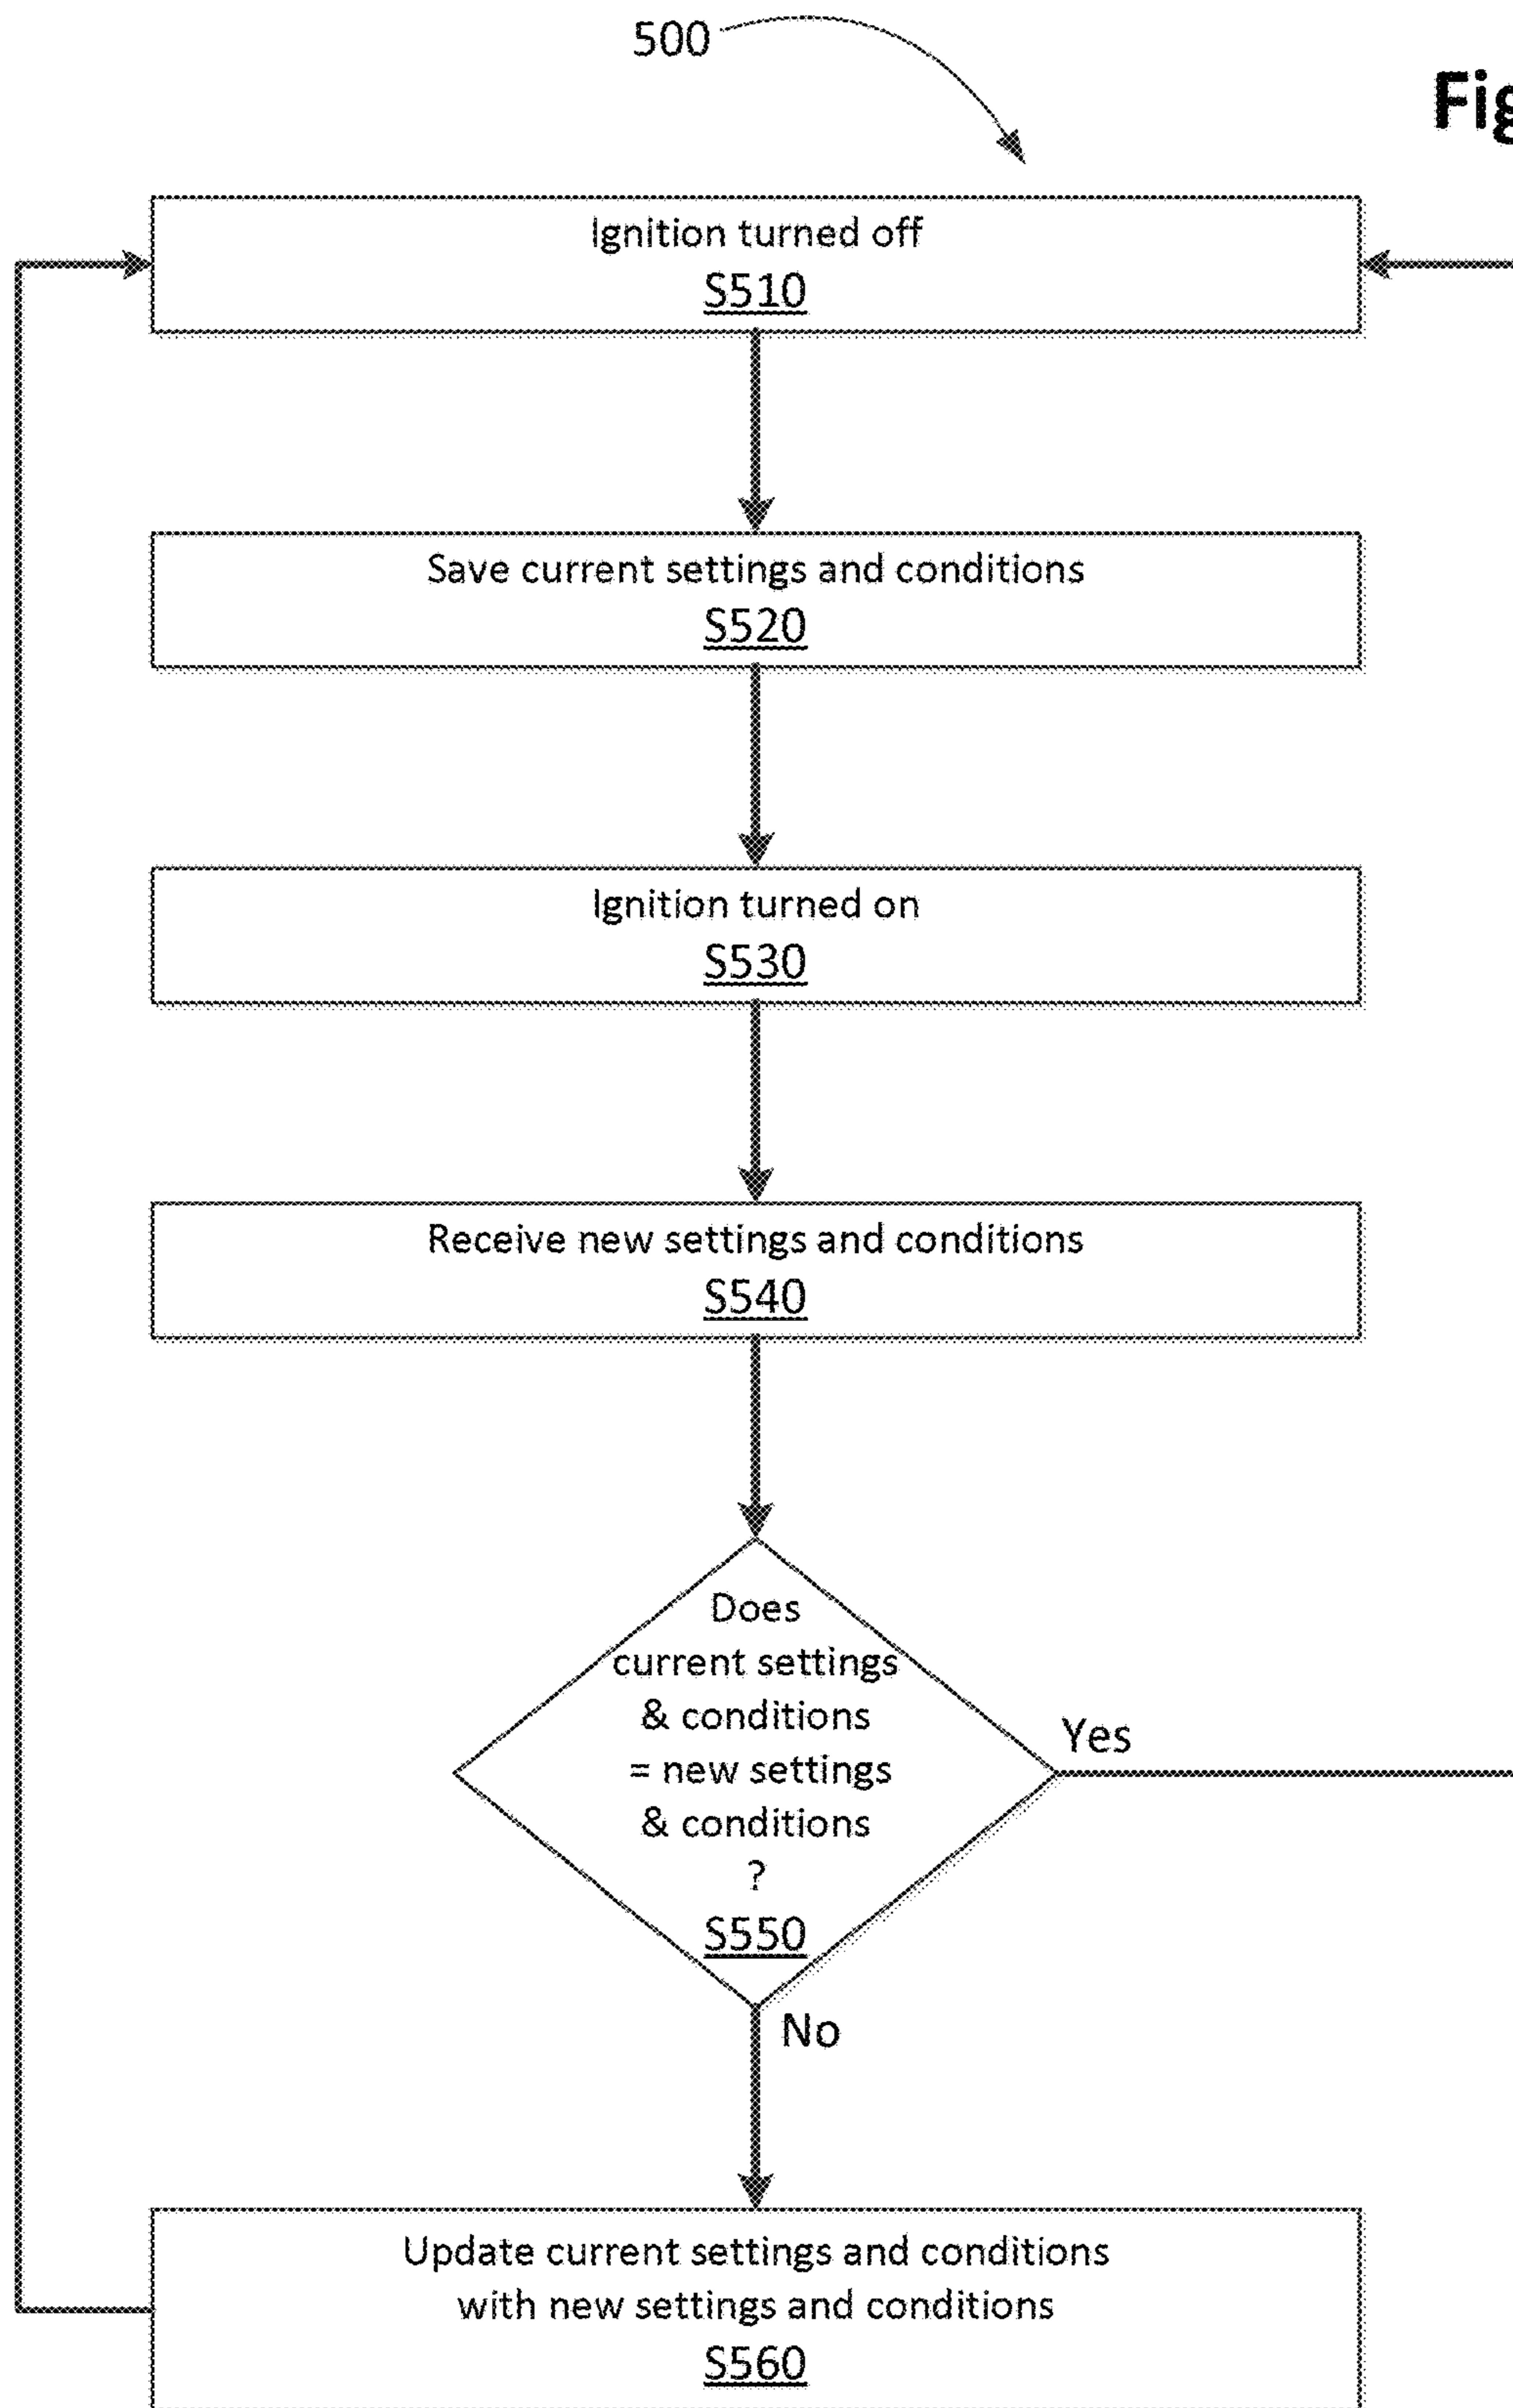 500
Fig
Ignition turned off
S510
Save current settings and conditions
S520
Ignition turned on
S530
Receive new settings and conditions
S540
Does
current settings
& conditions
= new settings
& conditions
?
S550
Yes
No
Update current settings and conditions
with new settings and conditions
S560